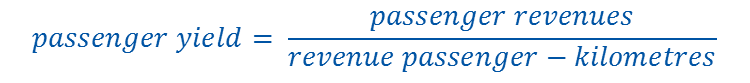 passenger yield = passenger revenues
revenue passenger − kilometres